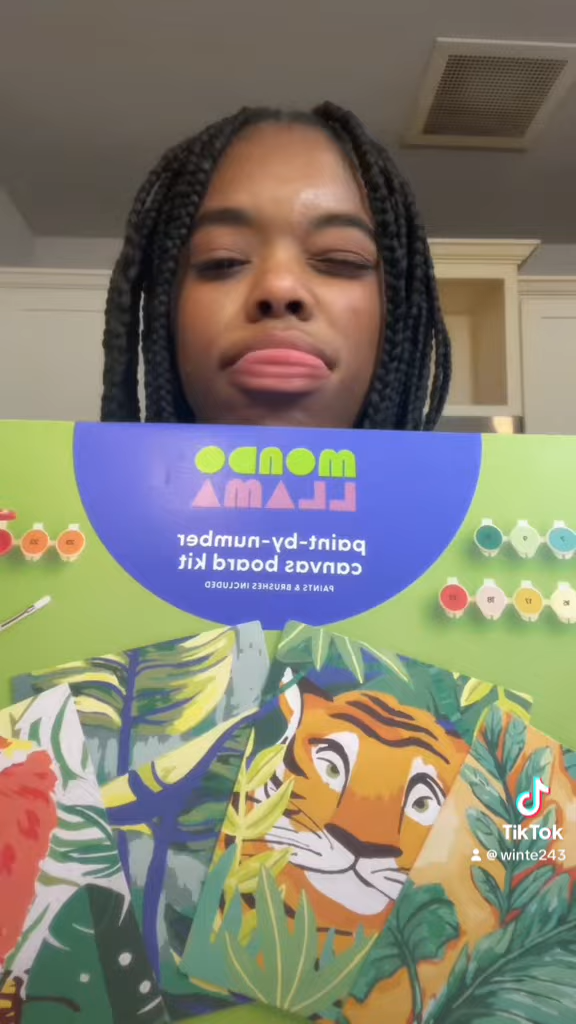 MONDO
LLAMA
paint-by-number
canvas board kit
PAINTS & BRUSHES INCLUDED
TikTok
@winte243